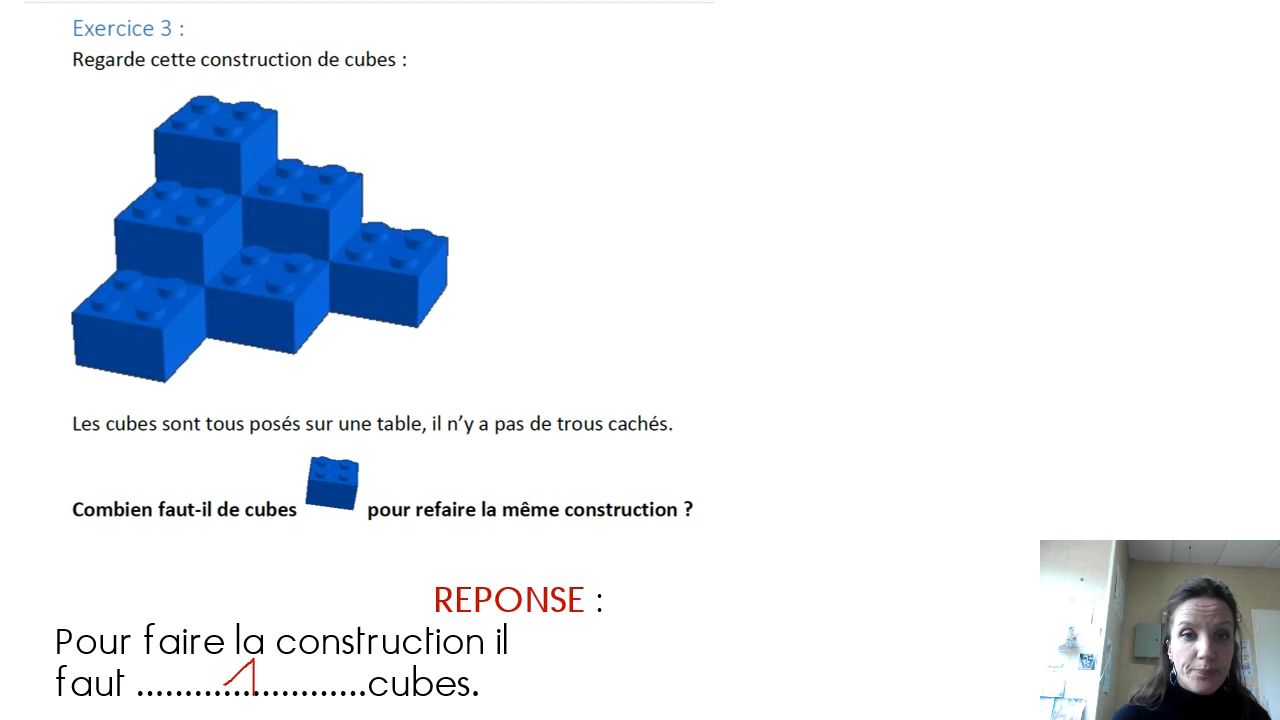 Exercice 3 :
Regarde cette construction de cubes :
Les cubes sont tous posés sur une table, il n’y a pas de trous cachés.
Combien faut-il de cubes pour refaire la même construction ?
REPONSE :
Pour faire la construction il
faut ..........1.............cubes.